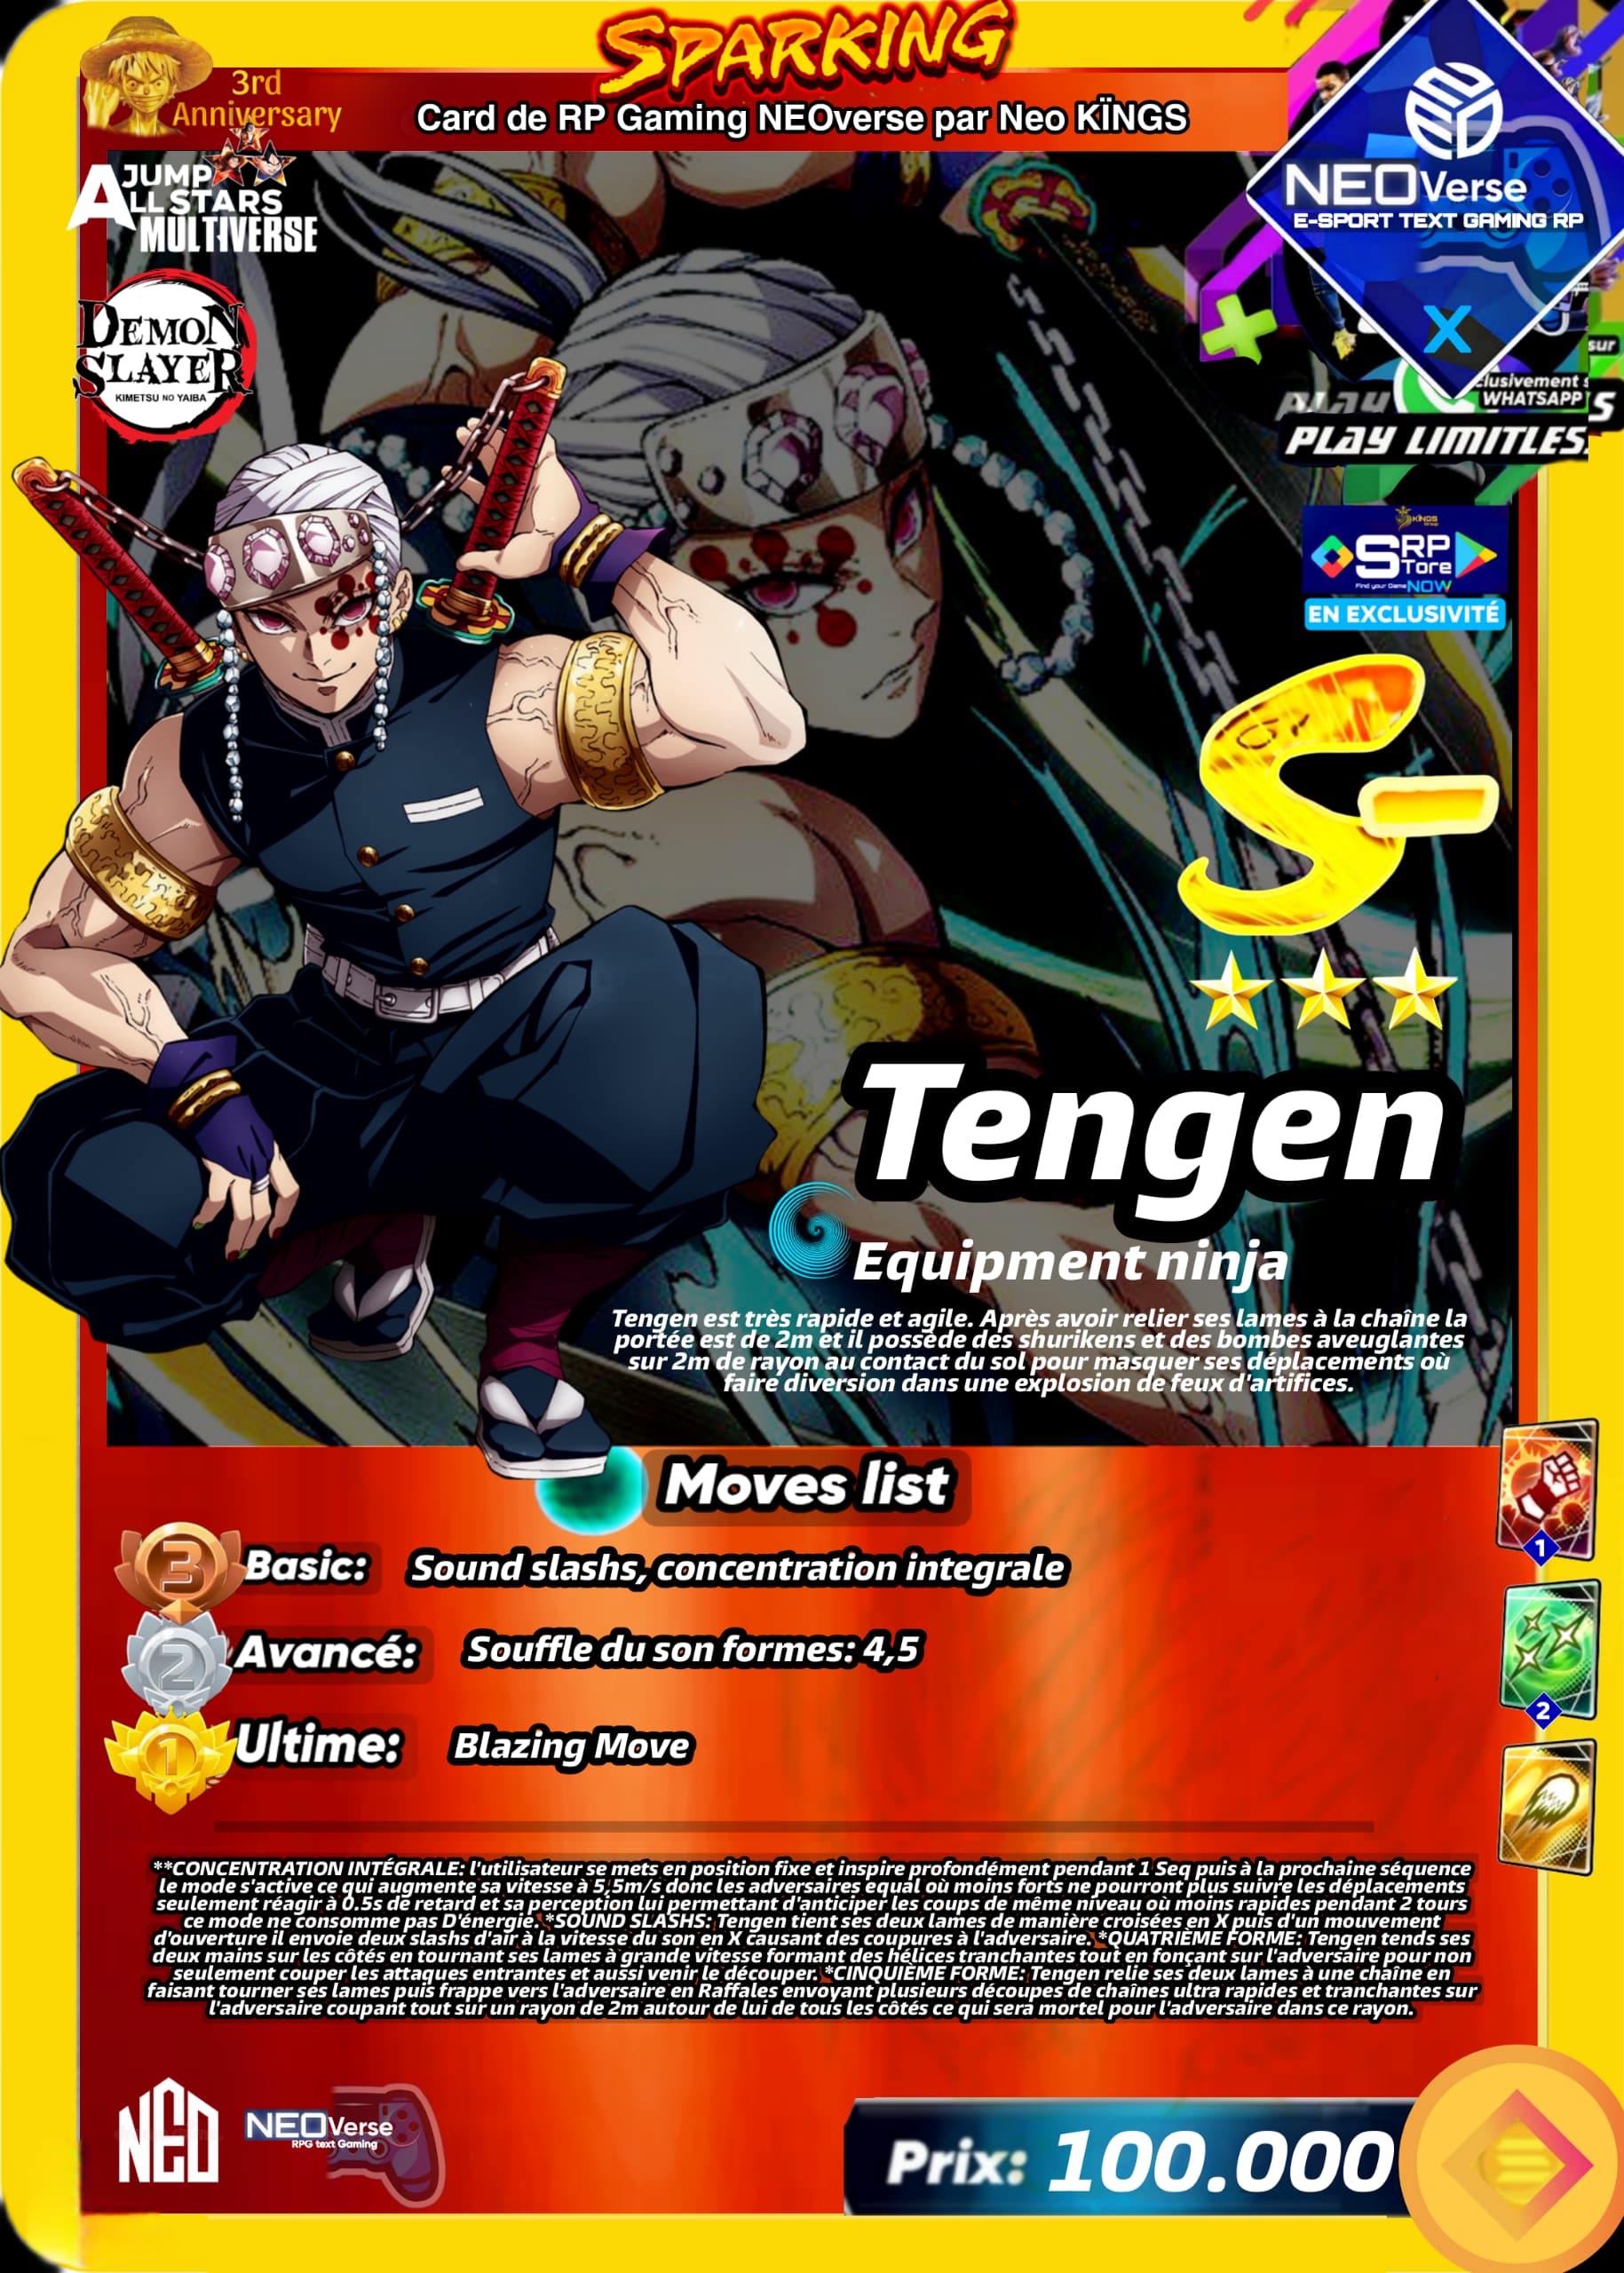 SPARKING
3rd
Anniversary
Card de RP Gaming NEOverse par Neo KÏNGS
JUMP
ALL STARS
MULTIVERSE
NEOVerse
E-SPORT TEXT GAMING RP
X
DEMON
SLAYER
KIMETSU NO YAIBA
sur
clusivement s
WHATSAPP
PLAY S
PLAY LIMITLES
KINGS
SRP
Tore
Find your Game NOW
EN EXCLUSIVITÉ
S-
Tengen
Equipment ninja
Tengen est très rapide et agile. Après avoir relier ses lames à la chaîne la
portée est de 2m et il possède des shurikens et des bombes aveuglantes
sur 2m de rayon au contact du sol pour masquer ses déplacements où
faire diversion dans une explosion de feux d'artifices.
Moves list
3 Basic: Sound slashs, concentration integrale
1
2 Avancé: Souffle du son formes: 4,5
2
1 Ultime: Blazing Move
**CONCENTRATION INTÉGRALE: l'utilisateur se mets en position fixe et inspire profondément pendant 1 Seq puis à la prochaine séquence
le mode s'active ce qui augmente sa vitesse à 5,5m/s donc les adversaires equal où moins forts ne pourront plus suivre les déplacements
seulement réagir à 0.5s de retard et sa perception lui permettant d'anticiper les coups de même niveau où moins rapides pendant 2 tours
ce mode ne consomme pas D'énergie. *SOUND SLASHS: Tengen tient ses deux lames de manière croisées en X puis d'un mouvement
d'ouverture il envoie deux slashs d'air à la vitesse du son en X causant des coupures à l'adversaire. *QUATRIÈME FORME: Tengen tends ses
deux mains sur les côtés en tournant ses lames à grande vitesse formant des hélices tranchantes tout en fonçant sur l'adversaire pour non
seulement couper les attaques entrantes et aussi venir le découper. *CINQUIÈME FORME: Tengen relie ses deux lames à une chaîne en
faisant tourner ses lames puis frappe vers l'adversaire en Raffales envoyant plusieurs découpes de chaînes ultra rapides et tranchantes sur
l'adversaire coupant tout sur un rayon de 2m autour de lui de tous les côtés ce qui sera mortel pour l'adversaire dans ce rayon.
NEO
NEOVerse
RPG text Gaming
Prix: 100.000